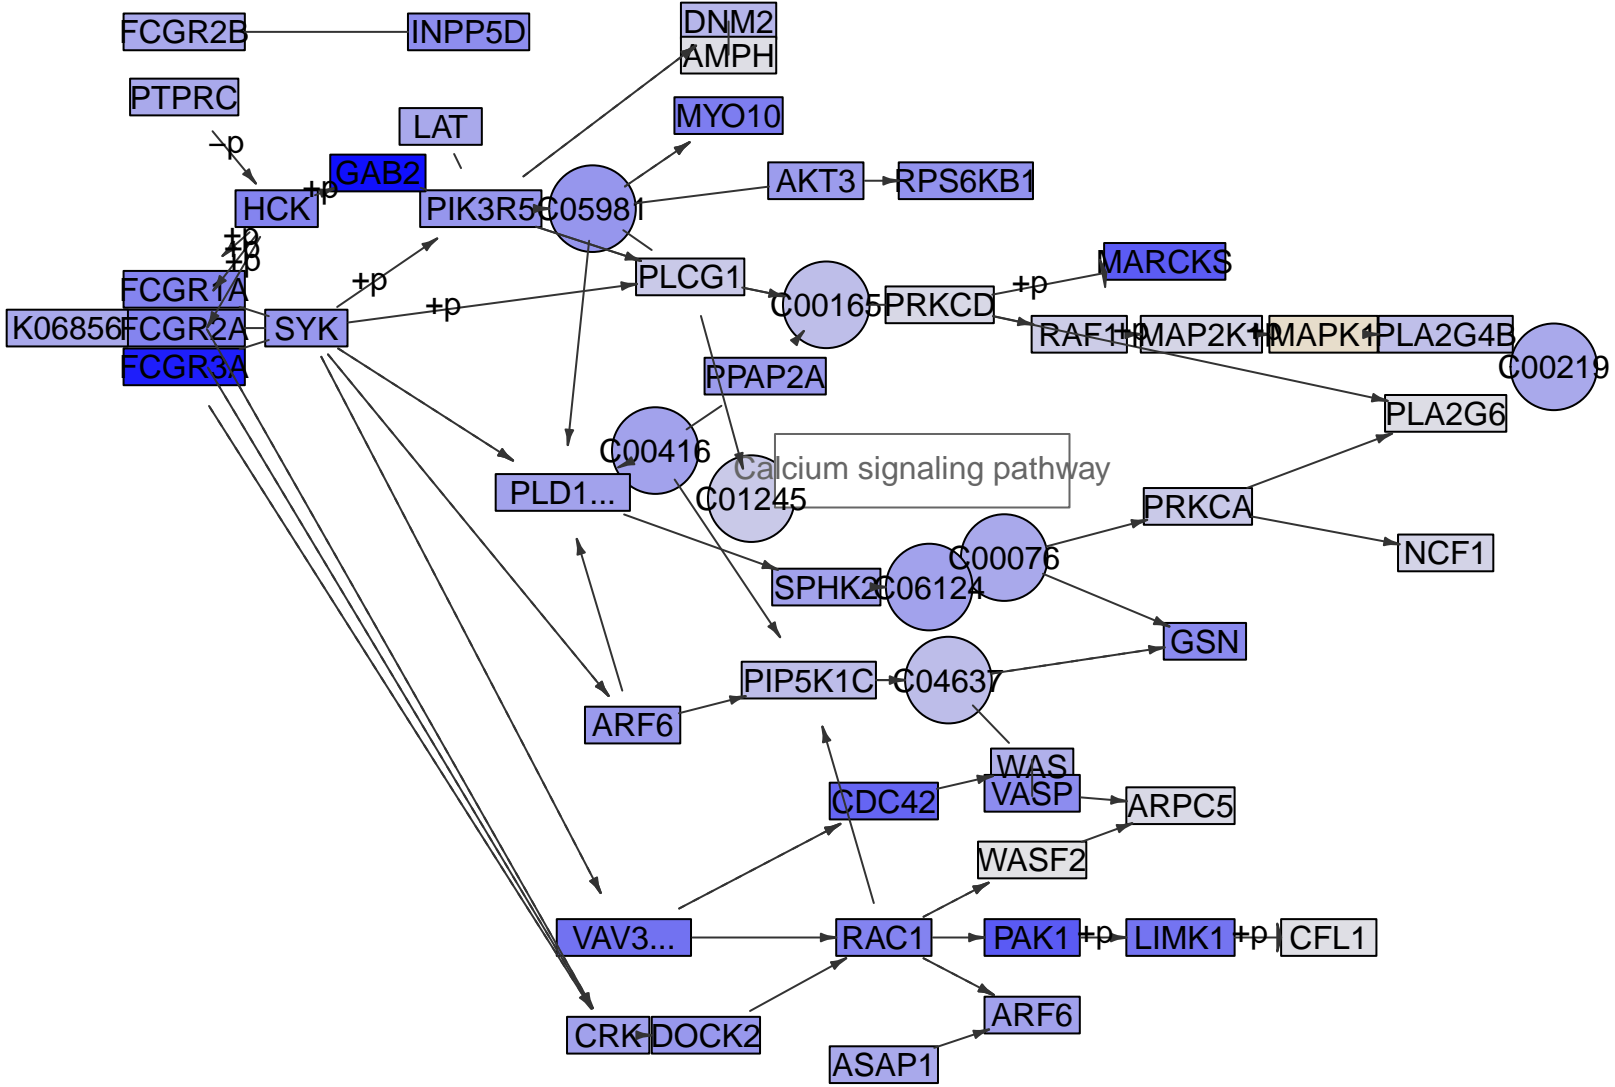 FCGR2B
INPP5D
DNM2
AMPH
PTPRC
LAT
MYO10
–p
GAB2
+p
HCK
PIK3R5
C05981
AKT3
RPS6KB1
+p
+p
+p
FCGR1A
+p
+p
PLCG1
C00165
PRKCD
+p
MARCKS
K06856
FCGR2A
SYK
RAF1
+p
MAP2K1
+p
MAPK1
PLA2G4B
C00219
FCGR3A
PPAP2A
PLA2G6
C00416
Calcium signaling pathway
PLD1...
C01245
PRKCA
NCF1
C00076
SPHK2
C06124
GSN
PIP5K1C
C04637
ARF6
WAS
VASP
CDC42
ARPC5
WASF2
VAV3...
RAC1
PAK1
+p
LIMK1
+p
CFL1
ARF6
CRK
DOCK2
ASAP1